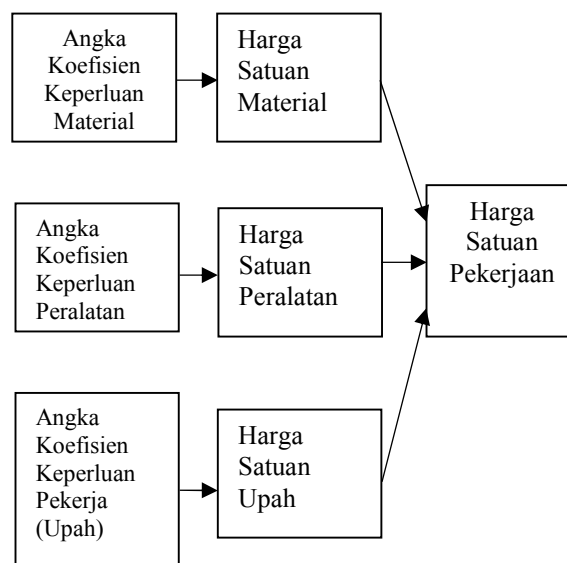 Angka
Koefisien
Keperluan
Material
Harga
Satuan
Material
Angka
Koefisien
Keperluan
Peralatan
Harga
Satuan
Peralatan
Harga
Satuan
Pekerjaan
Angka
Koefisien
Keperluan
Pekerja
(Upah)
Harga
Satuan
Upah